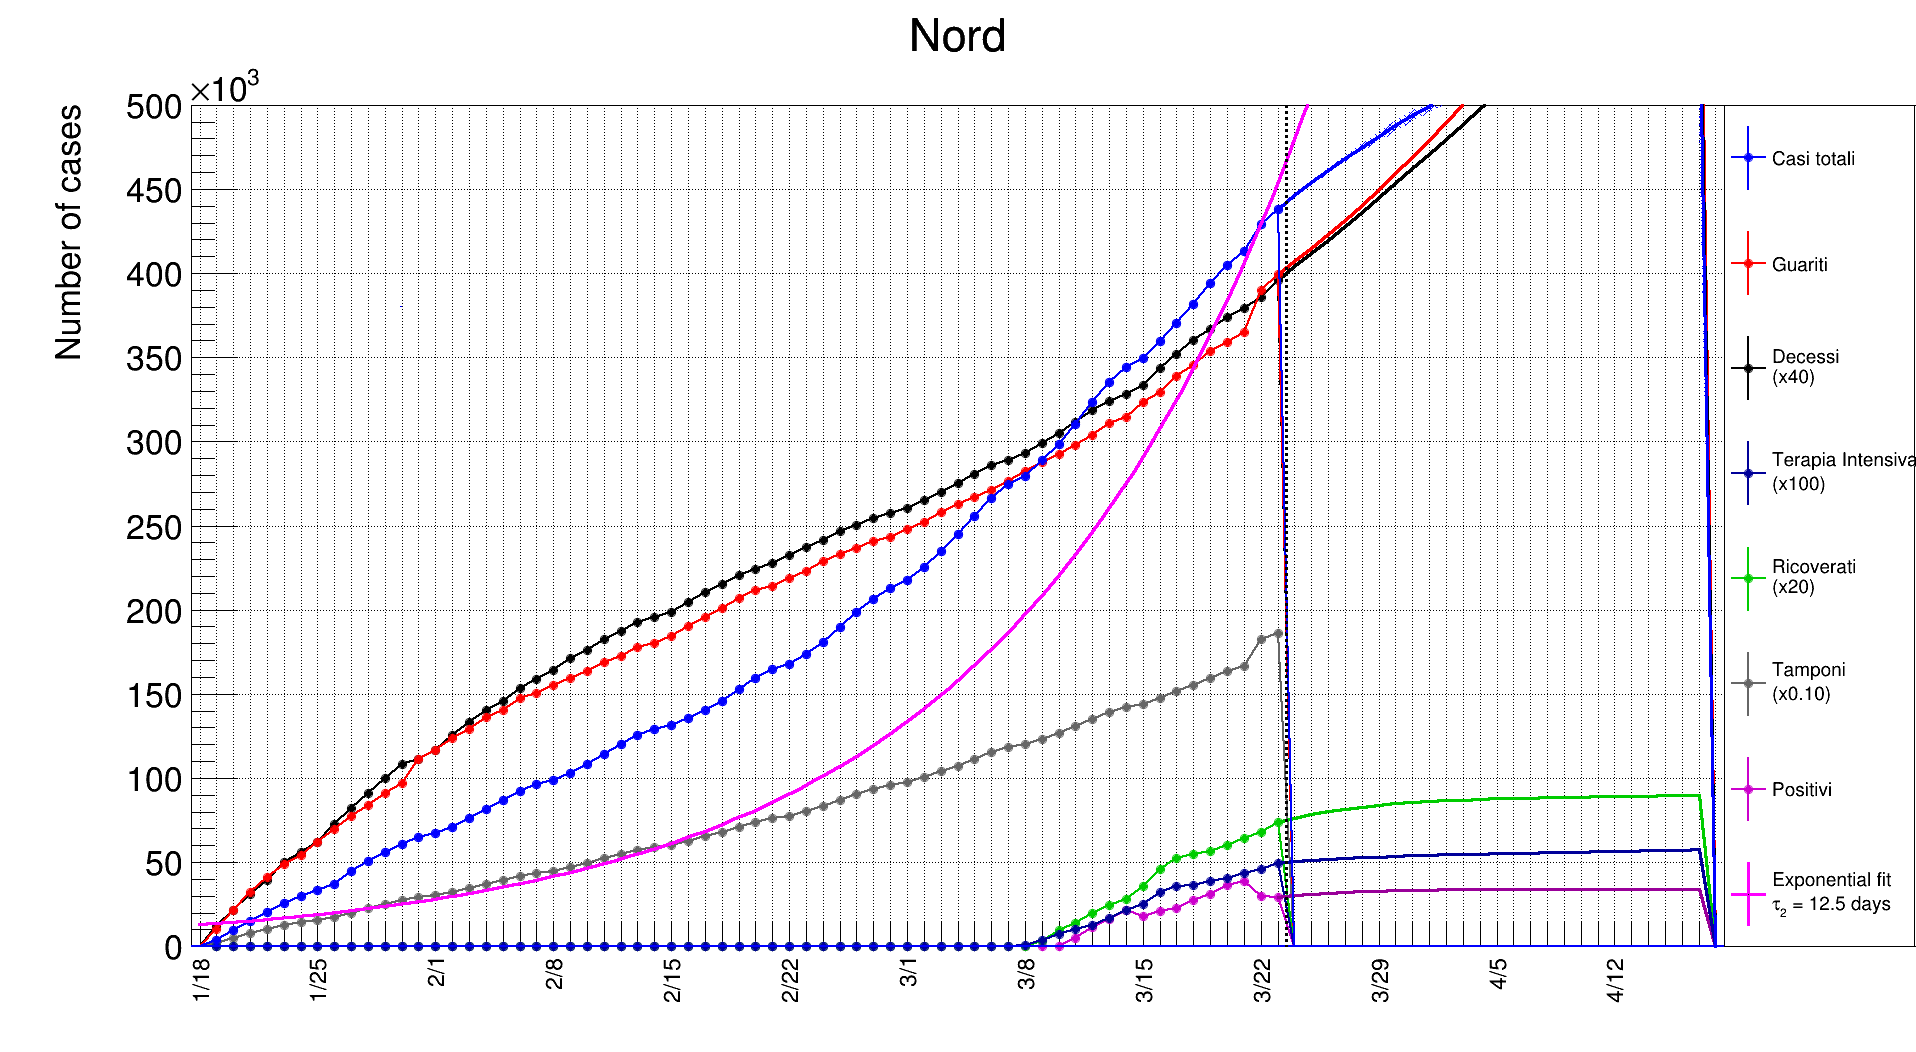 Nord
×10³
Number of cases
500
450
400
350
300
250
200
150
100
50
0
1/18
1/25
2/1
2/8
2/15
2/22
3/1
3/8
3/15
3/22
3/29
4/5
4/12
Casi totali
Guariti
Decessi
(x40)
Terapia Intensiva
(x100)
Ricoverati
(x20)
Tamponi
(x0.10)
Positivi
Exponential fit
τ₂ = 12.5 days